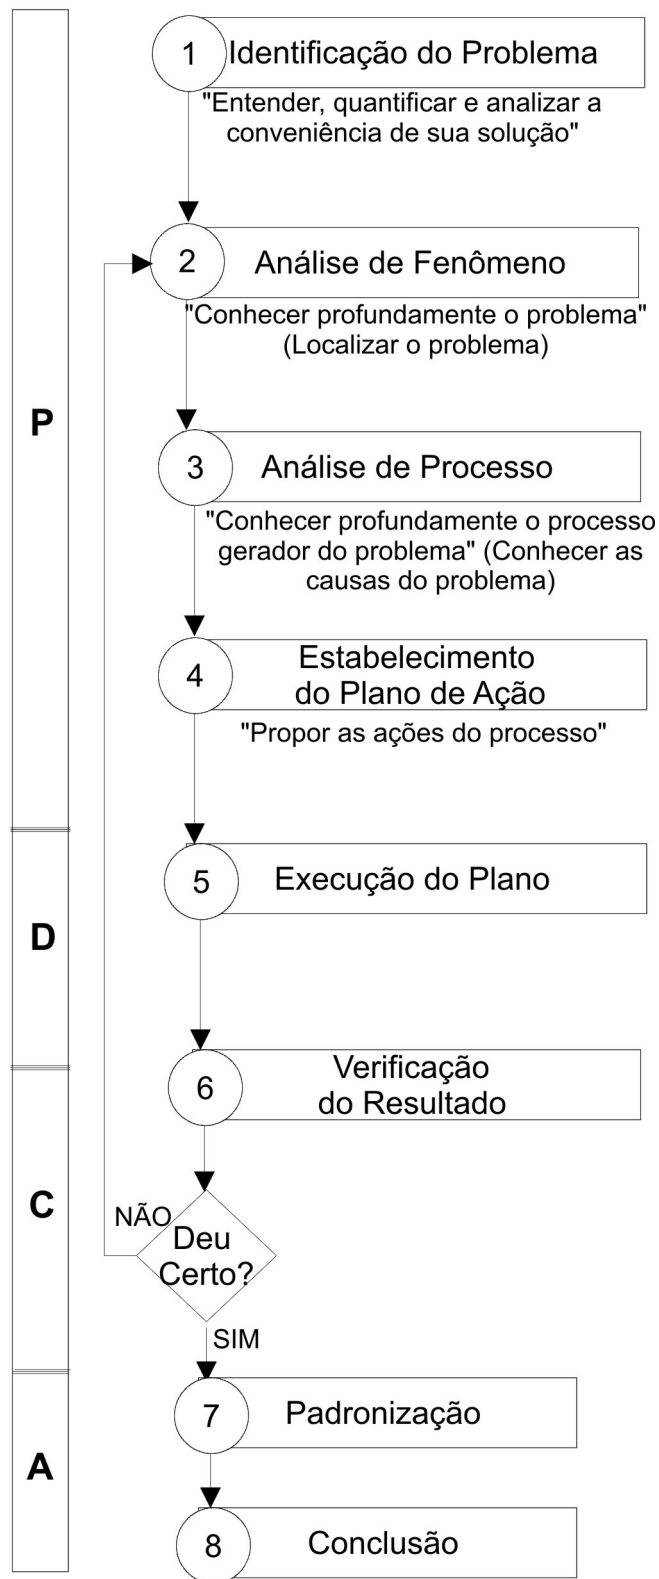 1
Identificação do Problema
"Entender, quantificar e analizar a
conveniência de sua solução"
2
Análise de Fenômeno
"Conhecer profundamente o problema"
(Localizar o problema)
P
3
Análise de Processo
"Conhecer profundamente o processo
gerador do problema" (Conhecer as
causas do problema)
4
Estabelecimento
do Plano de Ação
"Propor as ações do processo"
5
Execução do Plano
D
6
Verificação
do Resultado
C
NÃO
Deu
Certo?
SIM
7
Padronização
A
8
Conclusão